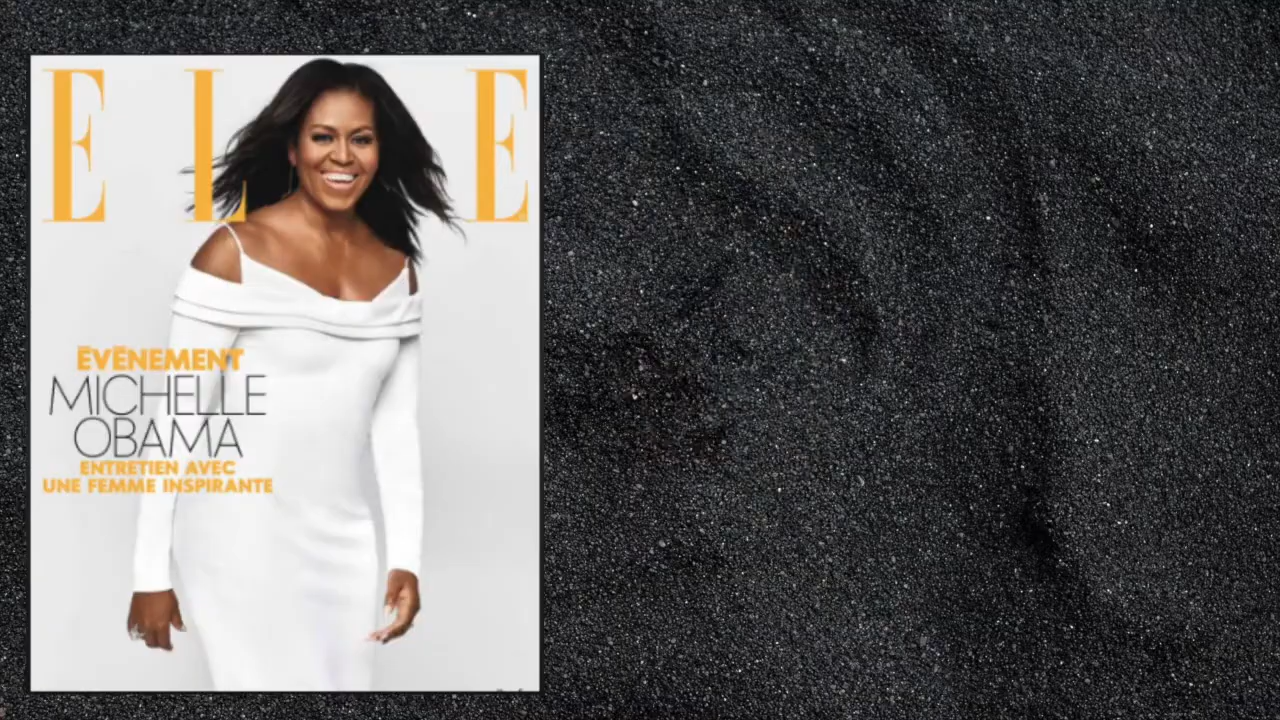 ELLE
ÉVÉNEMENT
MICHELLE
OBAMA
ENTRETIEN AVEC
UNE FEMME INSPIRANTE